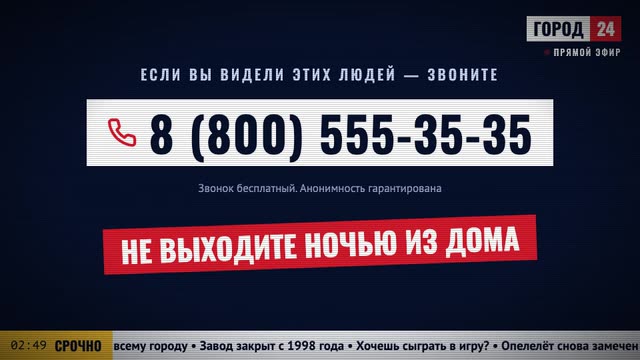 ГОРОД 24
ПРЯМОЙ ЭФИР
ЕСЛИ ВЫ ВИДЕЛИ ЭТИХ ЛЮДЕЙ — ЗВОНИТЕ
8 (800) 555-35-35
Звонок бесплатный. Анонимность гарантирована
НЕ ВЫХОДИТЕ НОЧЬЮ ИЗ ДОМА
02:49 СРОЧНО всему городу • Завод закрыт с 1998 года • Хочешь сыграть в игру? • Опелелёт снова замечен